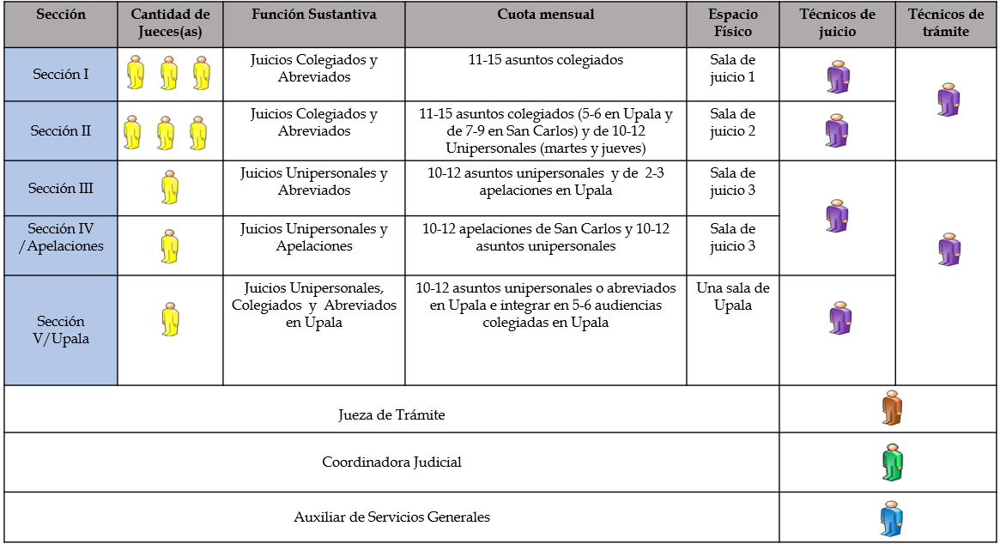 Sección
Cantidad de
Jueces(as)
Función Sustantiva
Cuota mensual
Espacio
Físico
Técnicos de
juicio
Técnicos de
trámite
Sección I
Juicios Colegiados y
Abreviados
11-15 asuntos colegiados
Sala de
juicio 1
Sección II
Juicios Colegiados y
Abreviados
11-15 asuntos colegiados (5-6 en Upala y
de 7-9 en San Carlos) y de 10-12
Unipersonales (martes y jueves)
Sala de
juicio 2
Sección III
Juicios Unipersonales y
Abreviados
10-12 asuntos unipersonales y de 2-3
apelaciones en Upala
Sala de
juicio 3
Sección IV
/Apelaciones
Juicios Unipersonales y
Apelaciones
10-12 apelaciones de San Carlos y 10-12
asuntos unipersonales
Sala de
juicio 3
Sección
V/Upala
Juicios Unipersonales,
Colegiados y Abreviados
en Upala
10-12 asuntos unipersonales o abreviados
en Upala e integrar en 5-6 audiencias
colegiadas en Upala
Una sala de
Upala
Jueza de Trámite
Coordinadora Judicial
Auxiliar de Servicios Generales